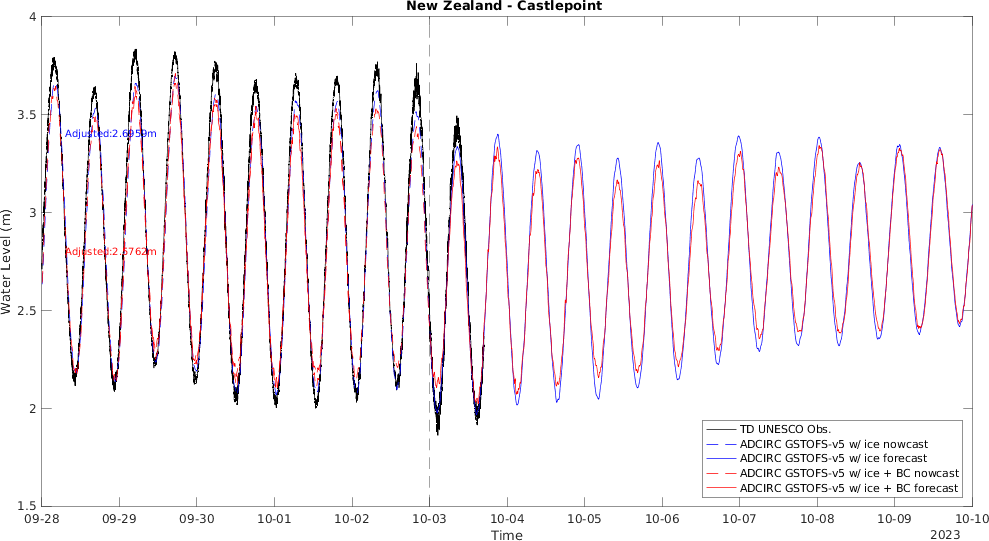 New Zealand - Castlepoint
4
3.5
3
2.5
2
1.5
Water Level (m)
Adjusted:2.6959m
Adjusted:2.6762m
TD UNESCO Obs.
ADCIRC GSTOFS-v5 w/ ice nowcast
ADCIRC GSTOFS-v5 w/ ice forecast
ADCIRC GSTOFS-v5 w/ ice + BC nowcast
ADCIRC GSTOFS-v5 w/ ice + BC forecast
09-28 09-29 09-30 10-01 10-02 10-03 10-04 10-05 10-06 10-07 10-08 10-09 10-10
Time
2023